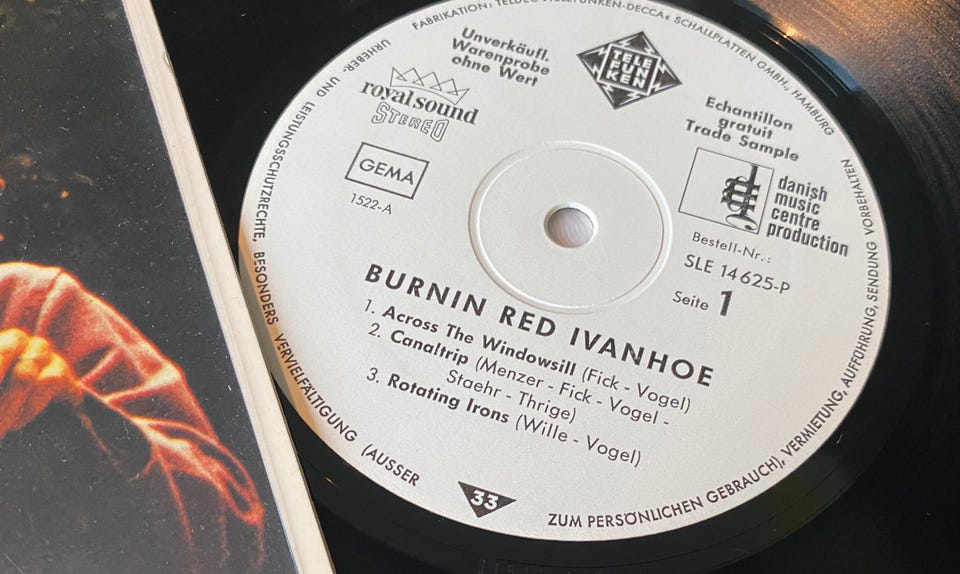 FABRIKATION: TELDEC »TELEFUNKEN-DECCA« SCHALLPLATTEN GMBH., HAMBURG
URHEBER- UND LEISTUNGSSCHUTZRECHTE, BESONDERS VERVIELFÄLTIGUNG (AUSSER
ZUM PERSÖNLICHEN GEBRAUCH), VERMIETUNG, AUFFÜHRUNG, SENDUNG VORBEHALTEN
Unverkäufl.
Warenprobe
ohne Wert
TELE
FUN
KEN
royal sound
STEREO
Echantillon
gratuit
Trade Sample
GEMA
1522-A
danish
music
centre
production
Bestell-Nr.:
SLE 14625-P
Seite 1
BURNIN RED IVANHOE
1. Across The Windowsill (Fick - Vogel)
2. Canaltrip (Menzer - Fick - Vogel -
Staehr - Thrige)
3. Rotating Irons (Wille - Vogel)
33